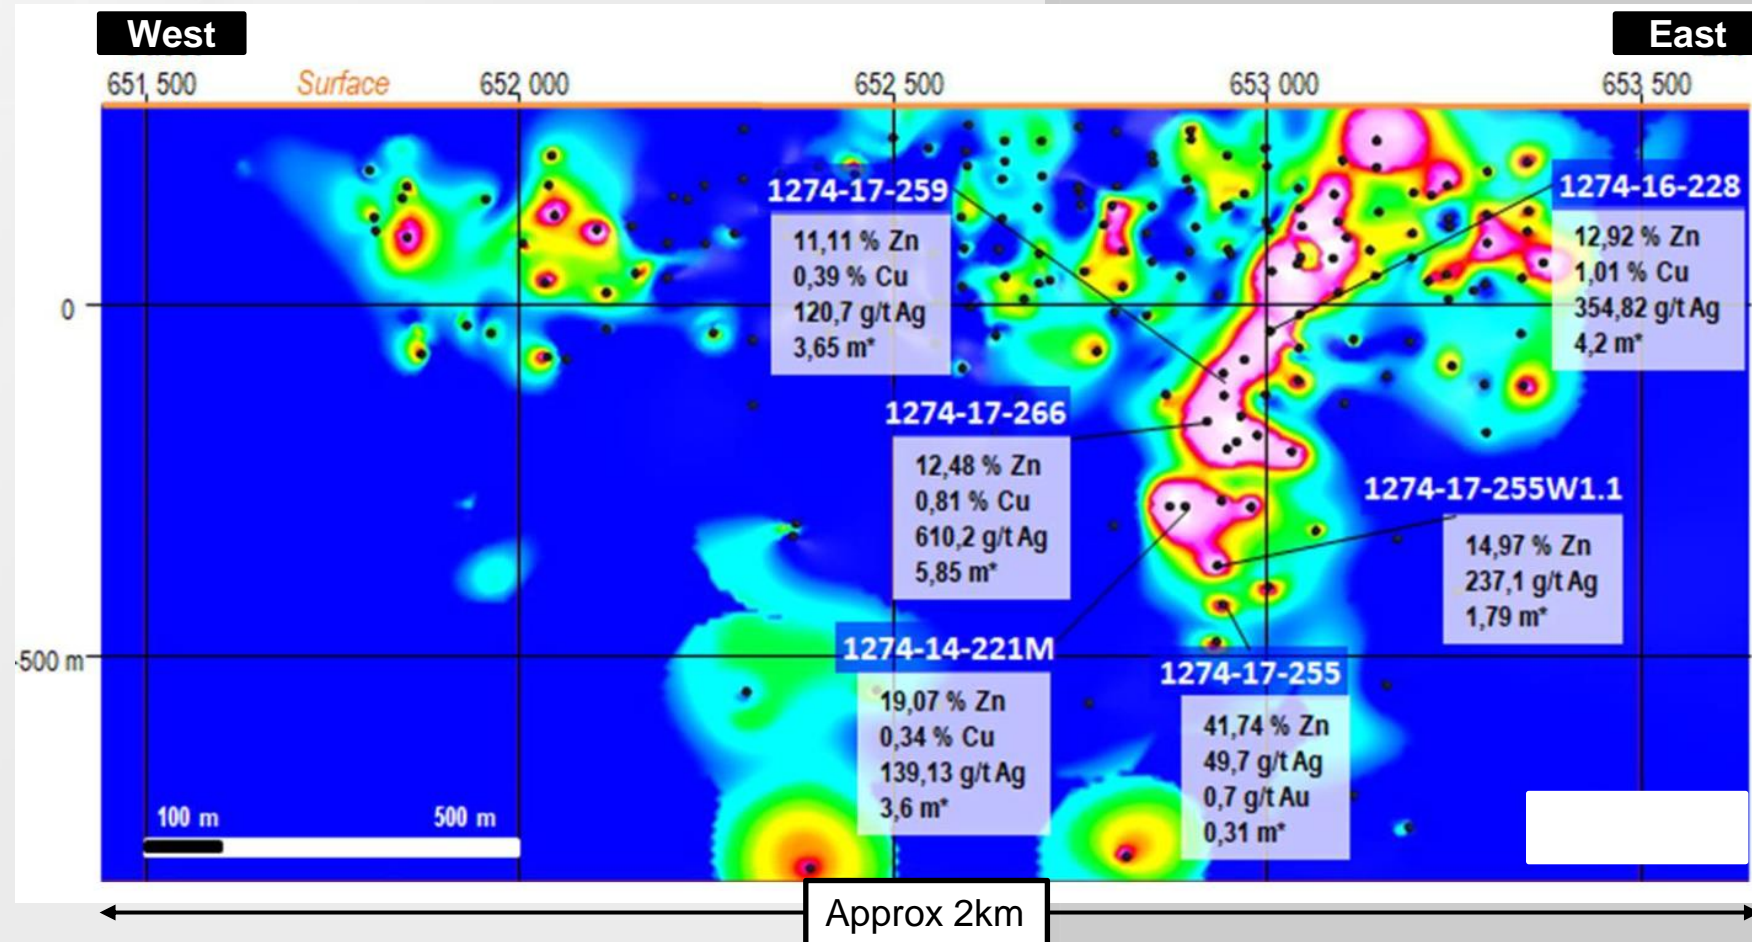 West
East
651 500
Surface
652 000
652 500
653 000
653 500
1274-17-259
11,11 % Zn
0,39 % Cu
120,7 g/t Ag
3,65 m*
1274-16-228
12,92 % Zn
1,01 % Cu
354,82 g/t Ag
4,2 m*
0
1274-17-266
12,48 % Zn
0,81 % Cu
610,2 g/t Ag
5,85 m*
1274-17-255W1.1
14,97 % Zn
237,1 g/t Ag
1,79 m*
-500 m
1274-14-221M
19,07 % Zn
0,34 % Cu
139,13 g/t Ag
3,6 m*
1274-17-255
41,74 % Zn
49,7 g/t Ag
0,7 g/t Au
0,31 m*
100 m
500 m
Approx 2km